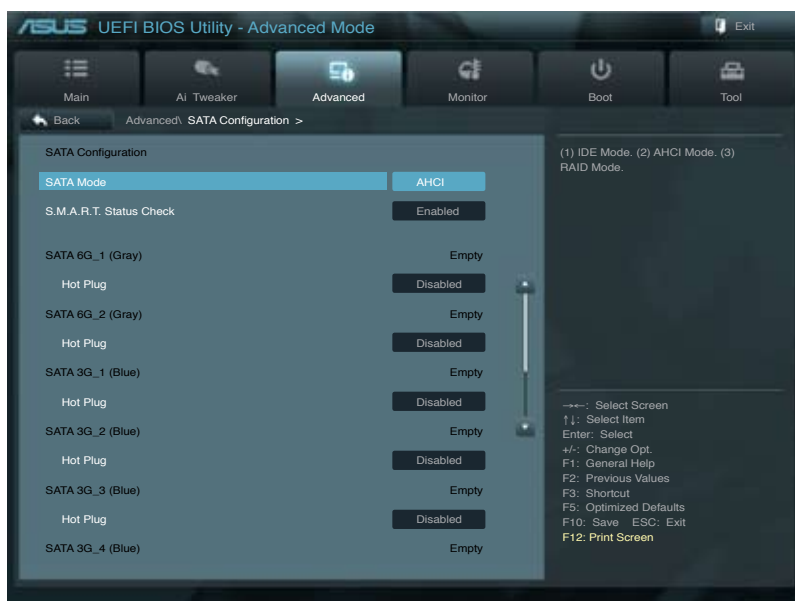 ASUS UEFI BIOS Utility - Advanced Mode
Exit
Main
Ai Tweaker
Advanced
Monitor
Boot
Tool
Back
Advanced\ SATA Configuration >
SATA Configuration
SATA Mode AHCI
S.M.A.R.T. Status Check Enabled
SATA 6G_1 (Gray) Empty
Hot Plug Disabled
SATA 6G_2 (Gray) Empty
Hot Plug Disabled
SATA 3G_1 (Blue) Empty
Hot Plug Disabled
SATA 3G_2 (Blue) Empty
Hot Plug Disabled
SATA 3G_3 (Blue) Empty
Hot Plug Disabled
SATA 3G_4 (Blue) Empty
(1) IDE Mode. (2) AHCI Mode. (3)
RAID Mode.
→←: Select Screen
↑↓: Select Item
Enter: Select
+/-: Change Opt.
F1: General Help
F2: Previous Values
F3: Shortcut
F5: Optimized Defaults
F10: Save ESC: Exit
F12: Print Screen